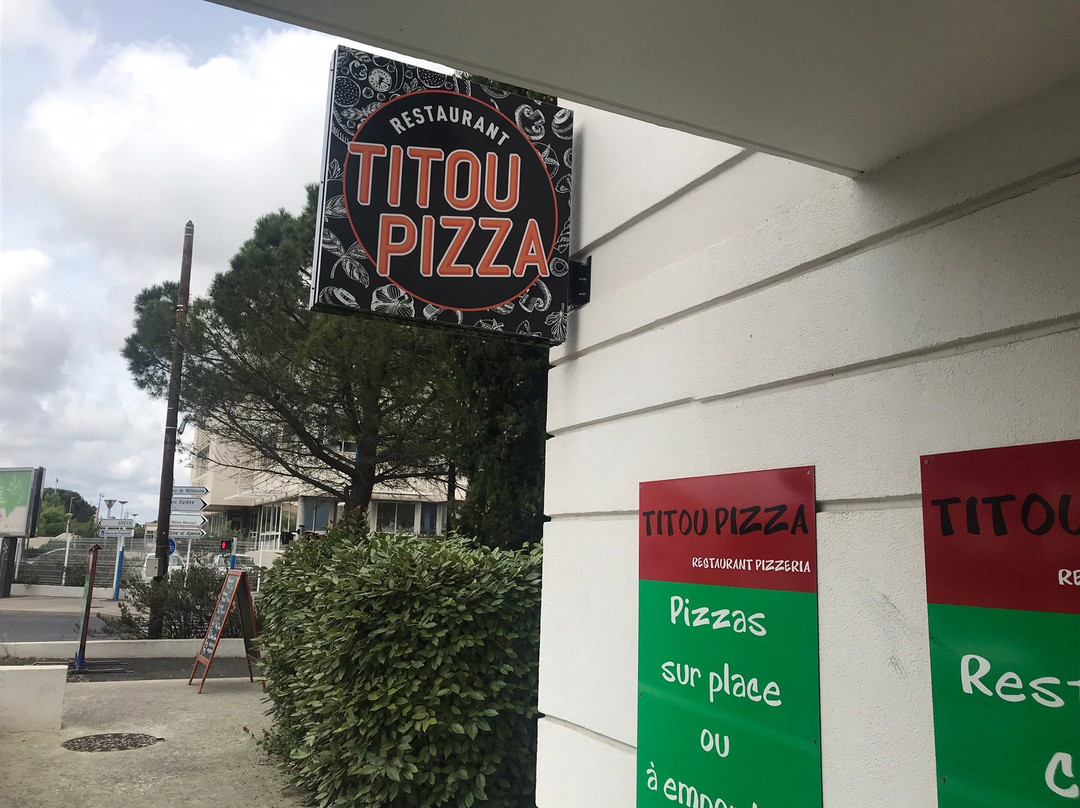 RESTAURANT
TITOU
PIZZA
TITOU PIZZA
RESTAURANT PIZZERIA
Pizzas
sur place
ou
à
TITOU